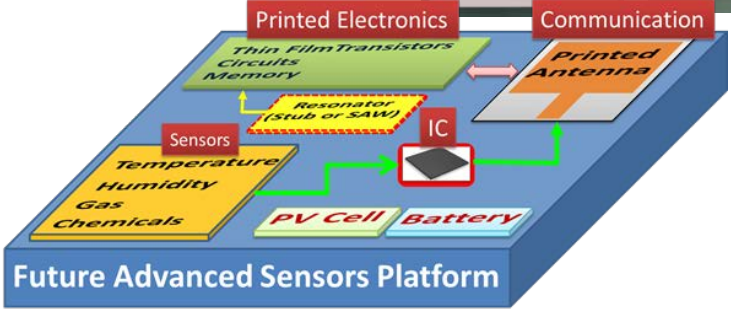 Printed Electronics
Communication
Thin FilmTransistors
Circuits
Memory
Printed
Antenna
Resonator
(Stub or SAW)
IC
Sensors
Temperature
Humidity
Gas
Chemicals
PV Cell
Battery
Future Advanced Sensors Platform